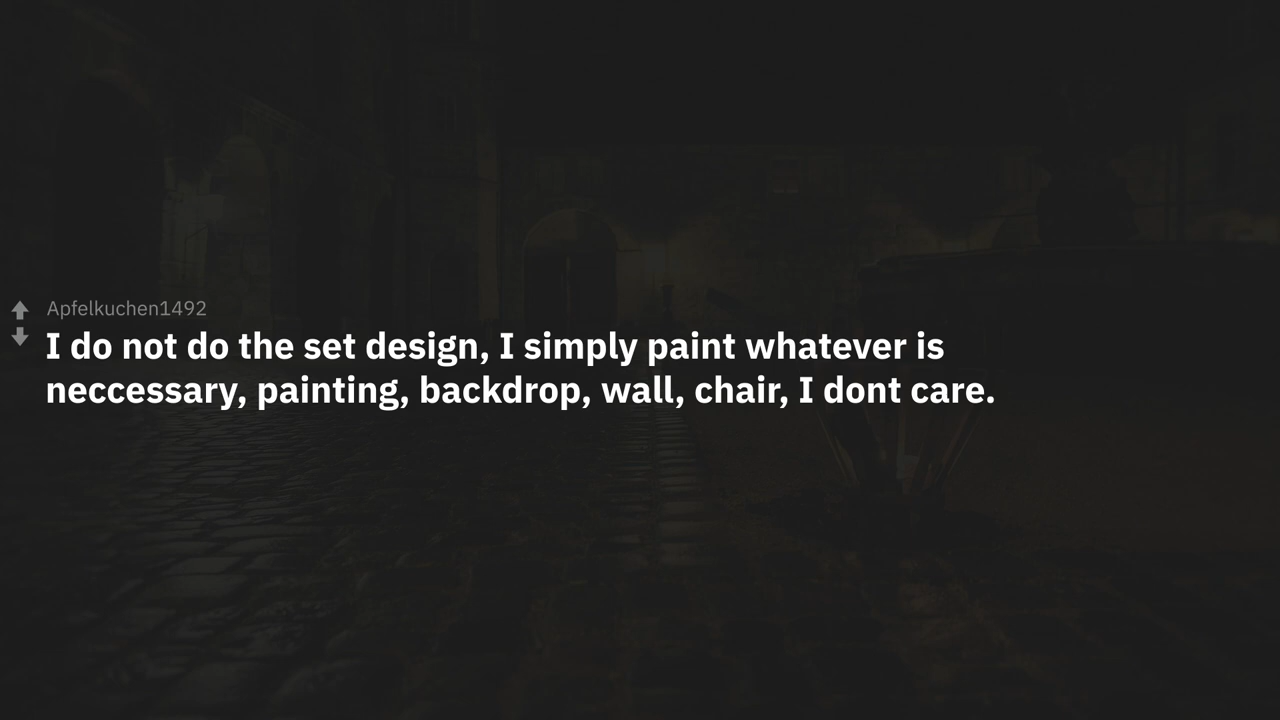 Apfelkuchen1492
I do not do the set design, I simply paint whatever is
neccessary, painting, backdrop, wall, chair, I dont care.